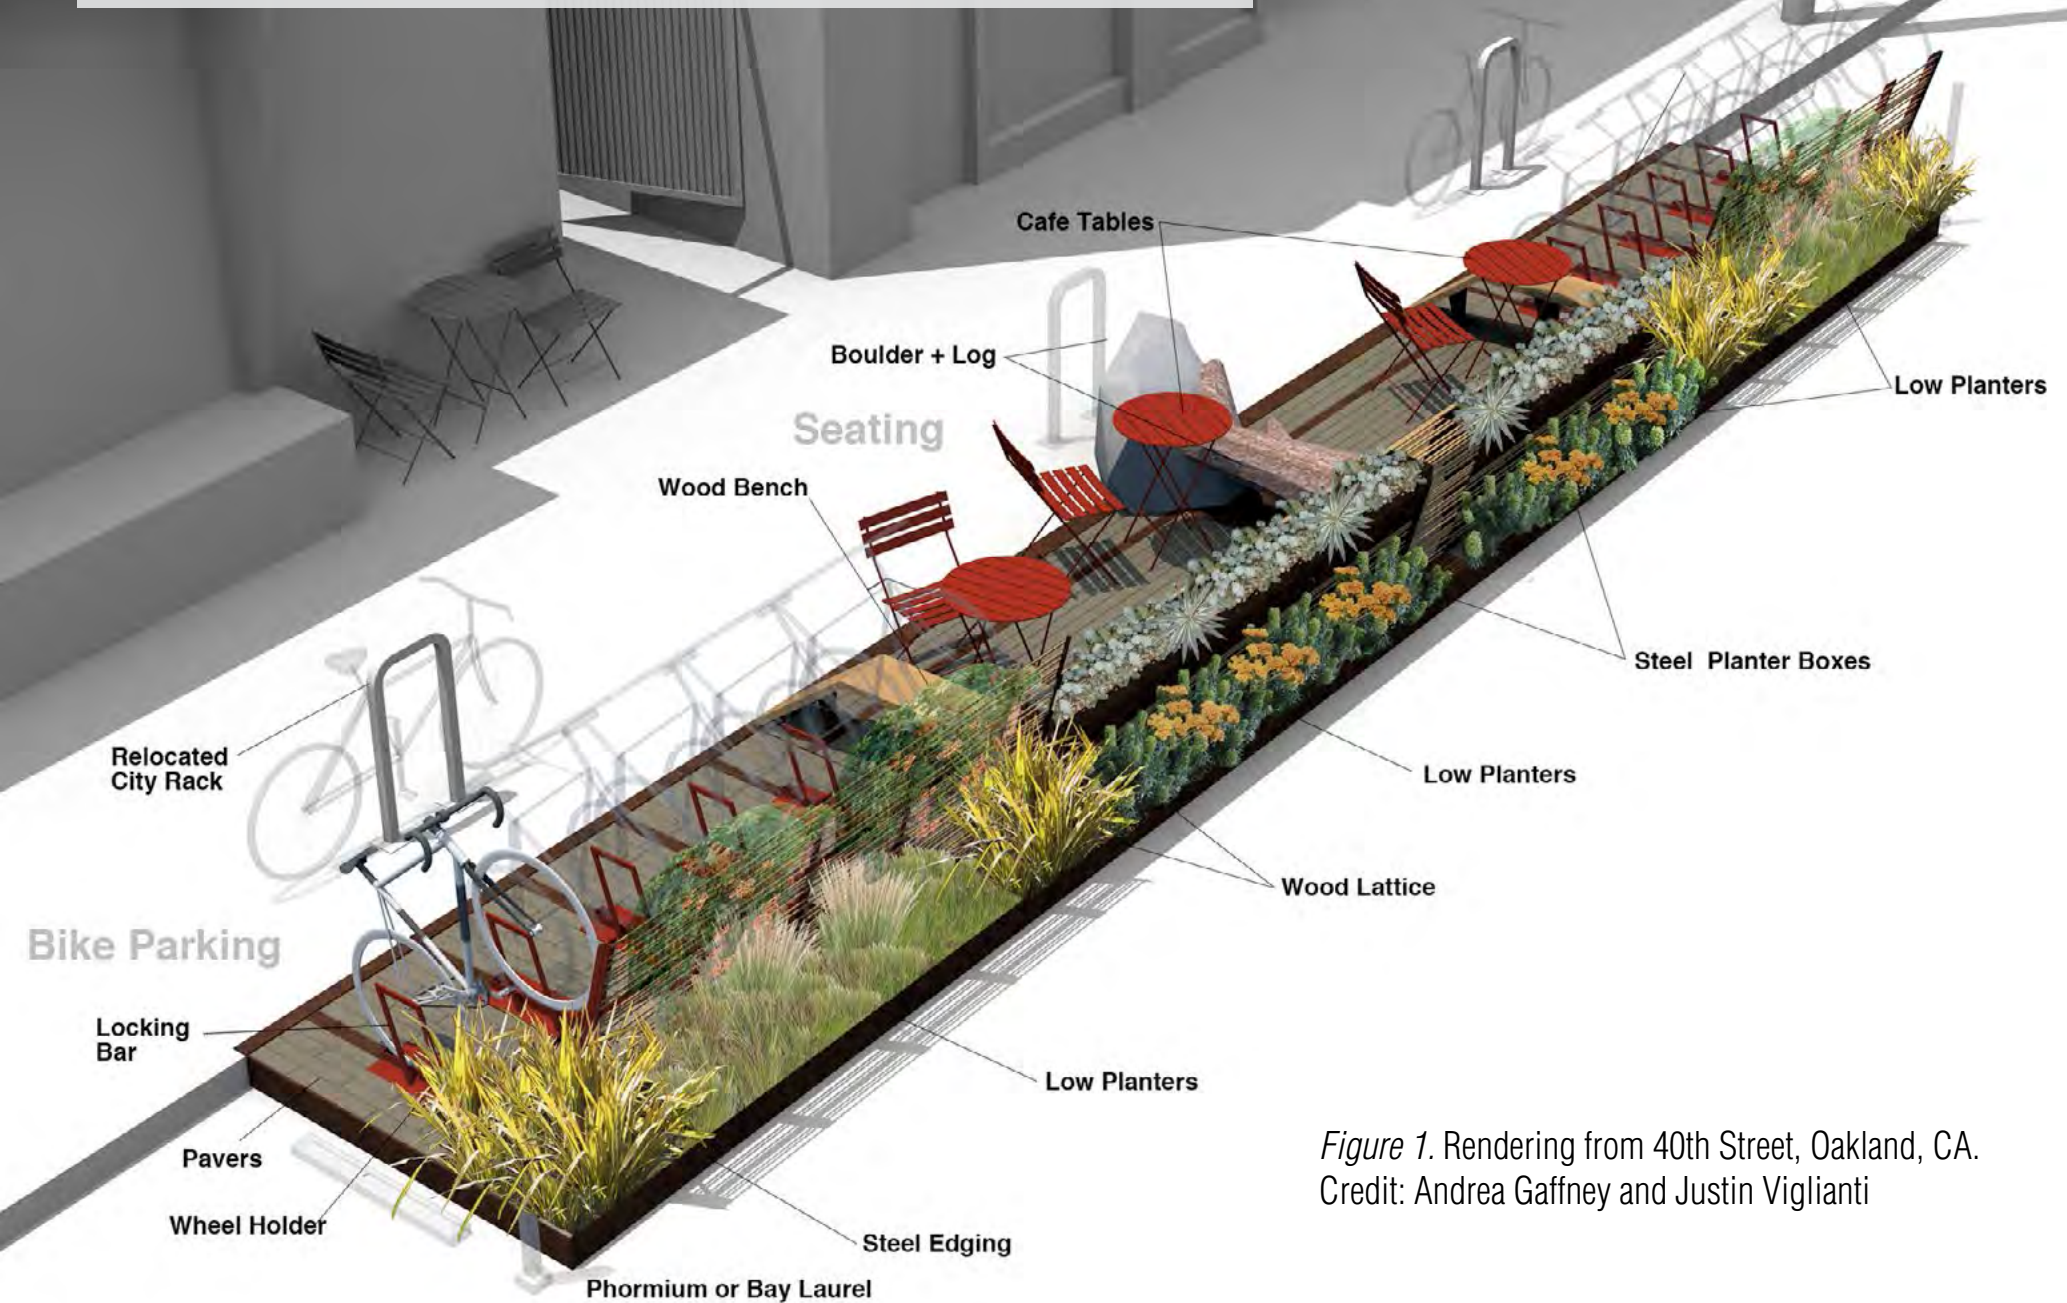 Cafe Tables
Boulder + Log
Low Planters
Seating
Wood Bench
Steel  Planter Boxes
Relocated
City Rack
Low Planters
Wood Lattice
Bike Parking
Locking
Bar
Low Planters
Pavers
Wheel Holder
Steel Edging
Phormium or Bay Laurel
Figure 1. Rendering from 40th Street, Oakland, CA.
Credit: Andrea Gaffney and Justin Viglianti